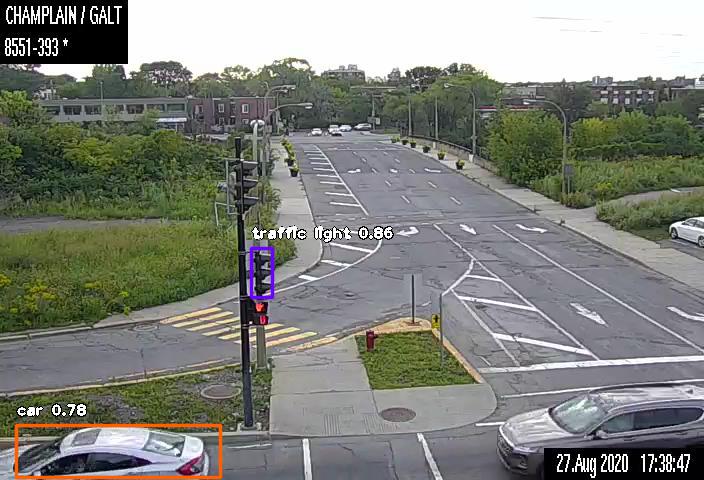 CHAMPLAIN / GALT
8551-393 *
traffic light 0.86
car 0.78
27.Aug 2020 17:38:47